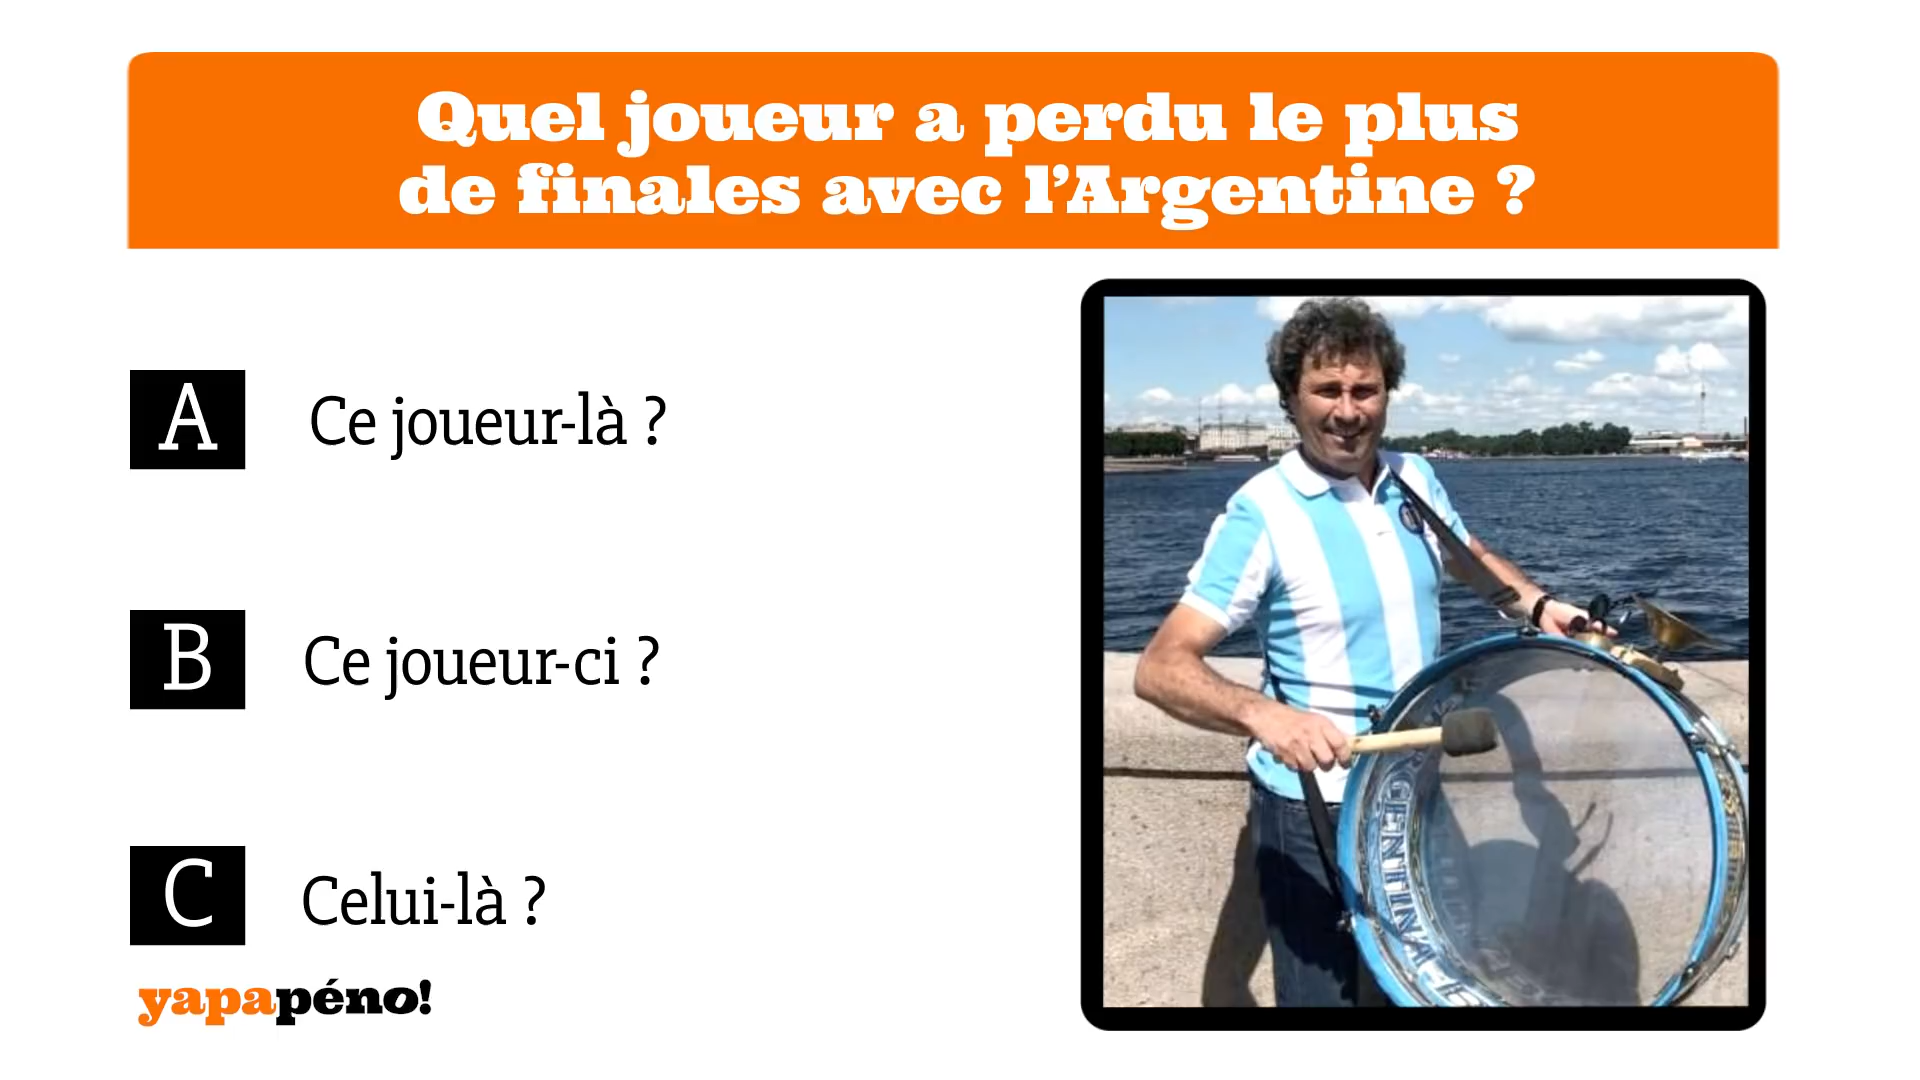 Quel joueur a perdu le plus
de finales avec l'Argentine ?
A Ce joueur-là ?
B Ce joueur-ci ?
C Celui-là ?
yapapéno!